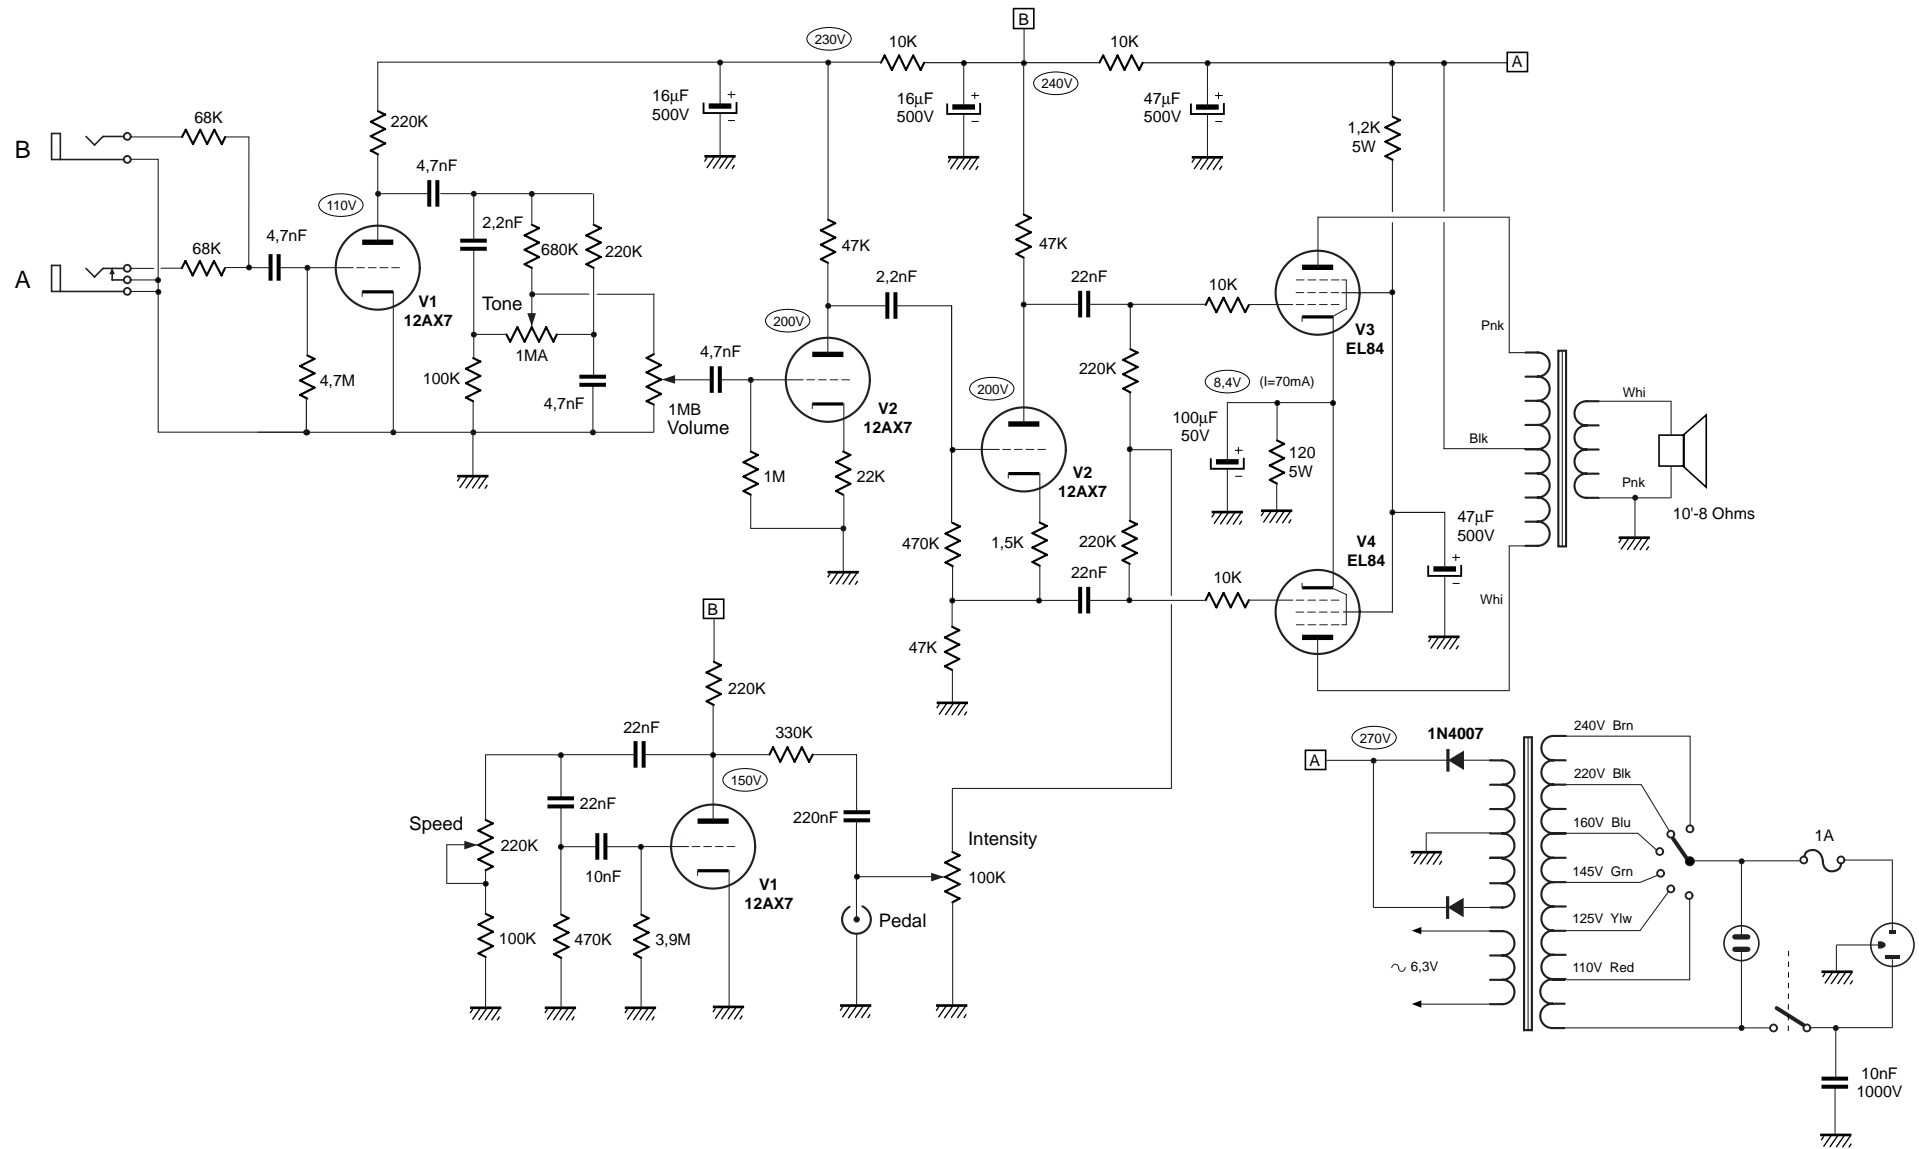 B
230V
10K
10K
A
240V
16µF
500V
16µF
500V
47µF
500V
68K
220K
1,2K
5W
B
4,7nF
110V
68K
4,7nF
2,2nF
680K
220K
47K
47K
A
V1
12AX7
Tone
2,2nF
22nF
10K
200V
Pnk
V3
EL84
1MA
4,7nF
4,7M
100K
220K
4,7nF
200V
8,4V
(I=70mA)
Whi
1MB
Volume
V2
12AX7
100µF
50V
Blk
120
5W
1M
22K
V2
12AX7
Pnk
10'-8 Ohms
47µF
500V
470K
1,5K
220K
V4
EL84
22nF
10K
Whi
B
47K
220K
22nF
330K
240V Brn
270V
1N4007
A
150V
220V Blk
22nF
Speed
220nF
160V Blu
Intensity
1A
220K
10nF
100K
145V Grn
V1
12AX7
Pedal
125V Ylw
100K
470K
3,9M
6,3V
110V Red
10nF
1000V